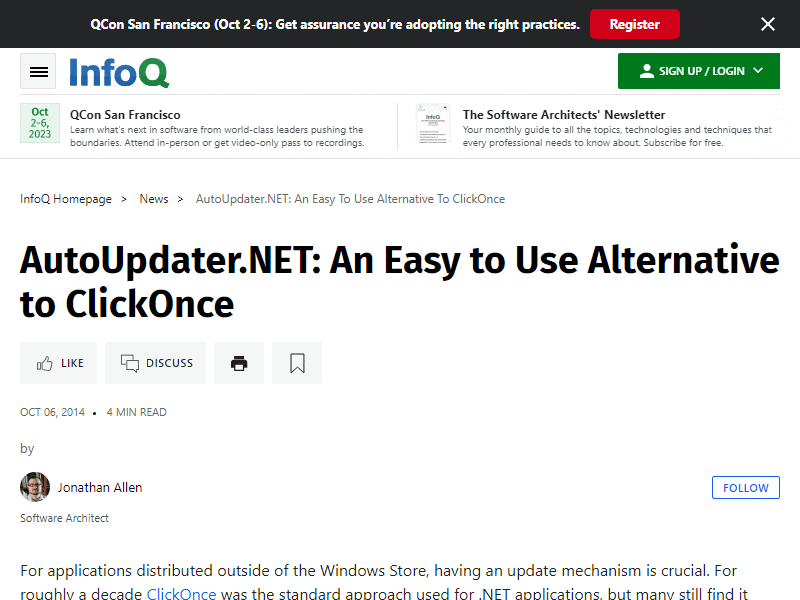 QCon San Francisco (Oct 2-6): Get assurance you're adopting the right practices.
Register
InfoQ
SIGN UP / LOGIN
Oct
2-6,
2023
QCon San Francisco
Learn what's next in software from world-class leaders pushing the
boundaries. Attend in-person or get video-only pass to recordings.
InfoQ
The Software Architects' Newsletter
Your monthly guide to all the topics, technologies and techniques that
every professional needs to know about. Subscribe for free.
InfoQ Homepage > News > AutoUpdater.NET: An Easy To Use Alternative To ClickOnce
AutoUpdater.NET: An Easy to Use Alternative
to ClickOnce
LIKE
DISCUSS
OCT 06, 2014 • 4 MIN READ
by
Jonathan Allen
FOLLOW
Software Architect
For applications distributed outside of the Windows Store, having an update mechanism is crucial. For
roughly a decade ClickOnce was the standard approach used for .NET applications, but many still find it